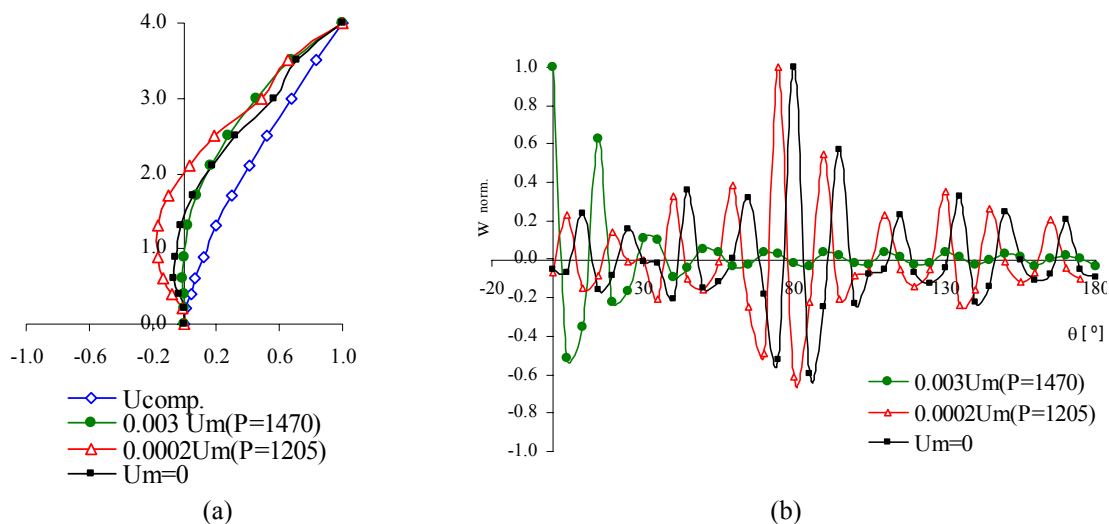 4.0
3.0
2.0
1.0
0.0
-1.0 -0.6 -0.2 0.2 0.6 1.0
Ucomp.
0.003 Um(P=1470)
0.0002Um(P=1205)
Um=0
(a)
W norm.
1.0
0.8
0.6
0.4
0.2
0.0
-0.2
-0.4
-0.6
-0.8
-1.0
-20 30 80 130 180
θ [ º]
0.003Um(P=1470)
0.0002Um(P=1205)
Um=0
(b)